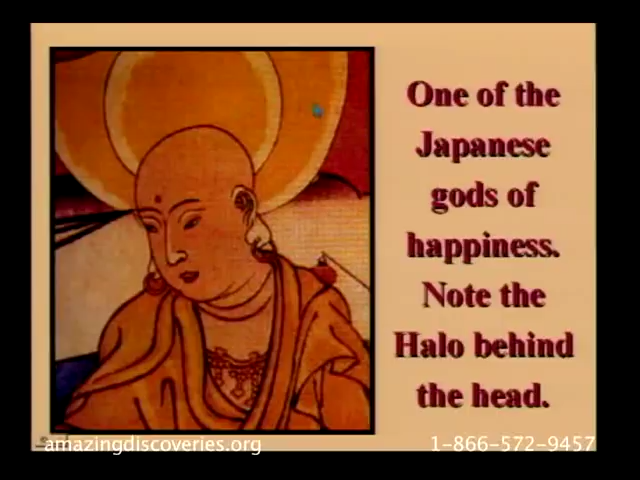 One of the
Japanese
gods of
happiness.
Note the
Halo behind
the head.
amazingdiscoveries.org
1-866-572-9457